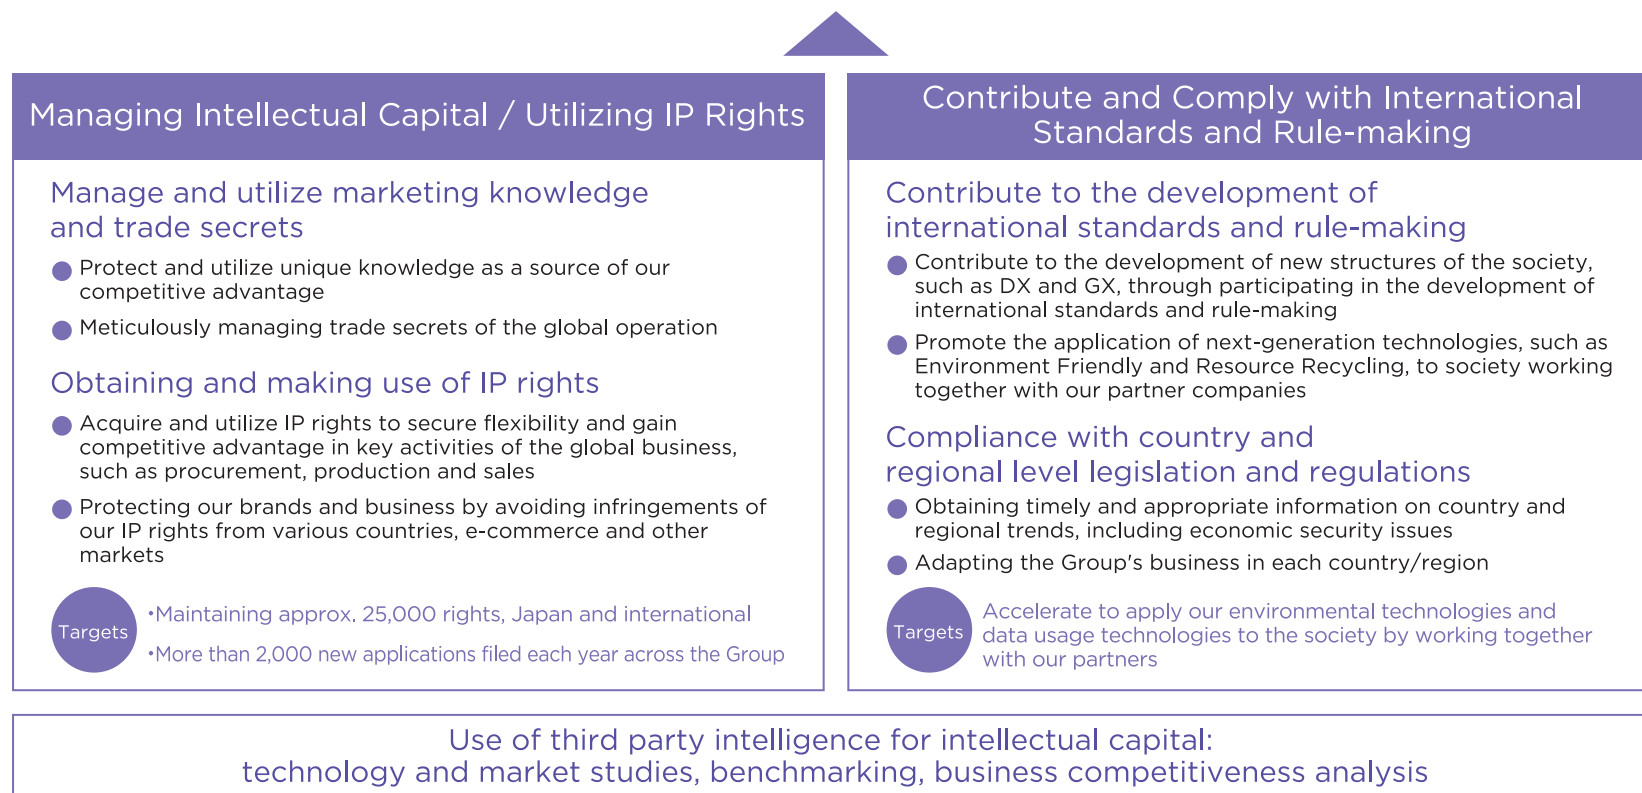 Managing Intellectual Capital / Utilizing IP Rights
Manage and utilize marketing knowledge
and trade secrets
● Protect and utilize unique knowledge as a source of our
competitive advantage
● Meticulously managing trade secrets of the global operation
Obtaining and making use of IP rights
● Acquire and utilize IP rights to secure flexibility and gain
competitive advantage in key activities of the global business,
such as procurement, production and sales
● Protecting our brands and business by avoiding infringements of
our IP rights from various countries, e-commerce and other
markets
Targets
•Maintaining approx. 25,000 rights, Japan and international
•More than 2,000 new applications filed each year across the Group
Contribute and Comply with International
Standards and Rule-making
Contribute to the development of
international standards and rule-making
● Contribute to the development of new structures of the society,
such as DX and GX, through participating in the development of
international standards and rule-making
● Promote the application of next-generation technologies, such as
Environment Friendly and Resource Recycling, to society working
together with our partner companies
Compliance with country and
regional level legislation and regulations
● Obtaining timely and appropriate information on country and
regional trends, including economic security issues
● Adapting the Group's business in each country/region
Targets
Accelerate to apply our environmental technologies and
data usage technologies to the society by working together
with our partners
Use of third party intelligence for intellectual capital:
technology and market studies, benchmarking, business competitiveness analysis